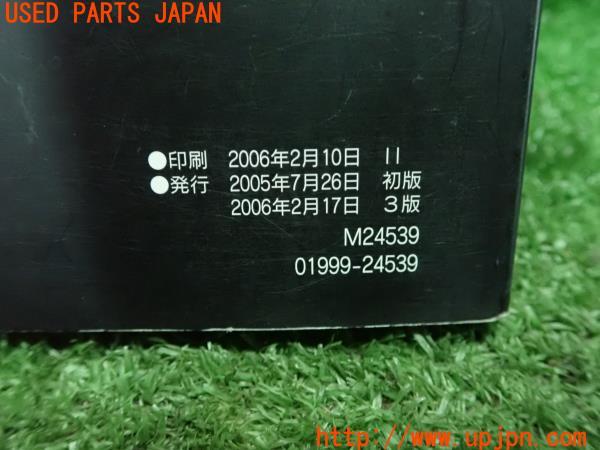 USED PARTS JAPAN
●印刷 2006年2月10日 II
●発行 2005年7月26日 初版
2006年2月17日 3版
M24539
01999-24539
http://www.upjpn.com